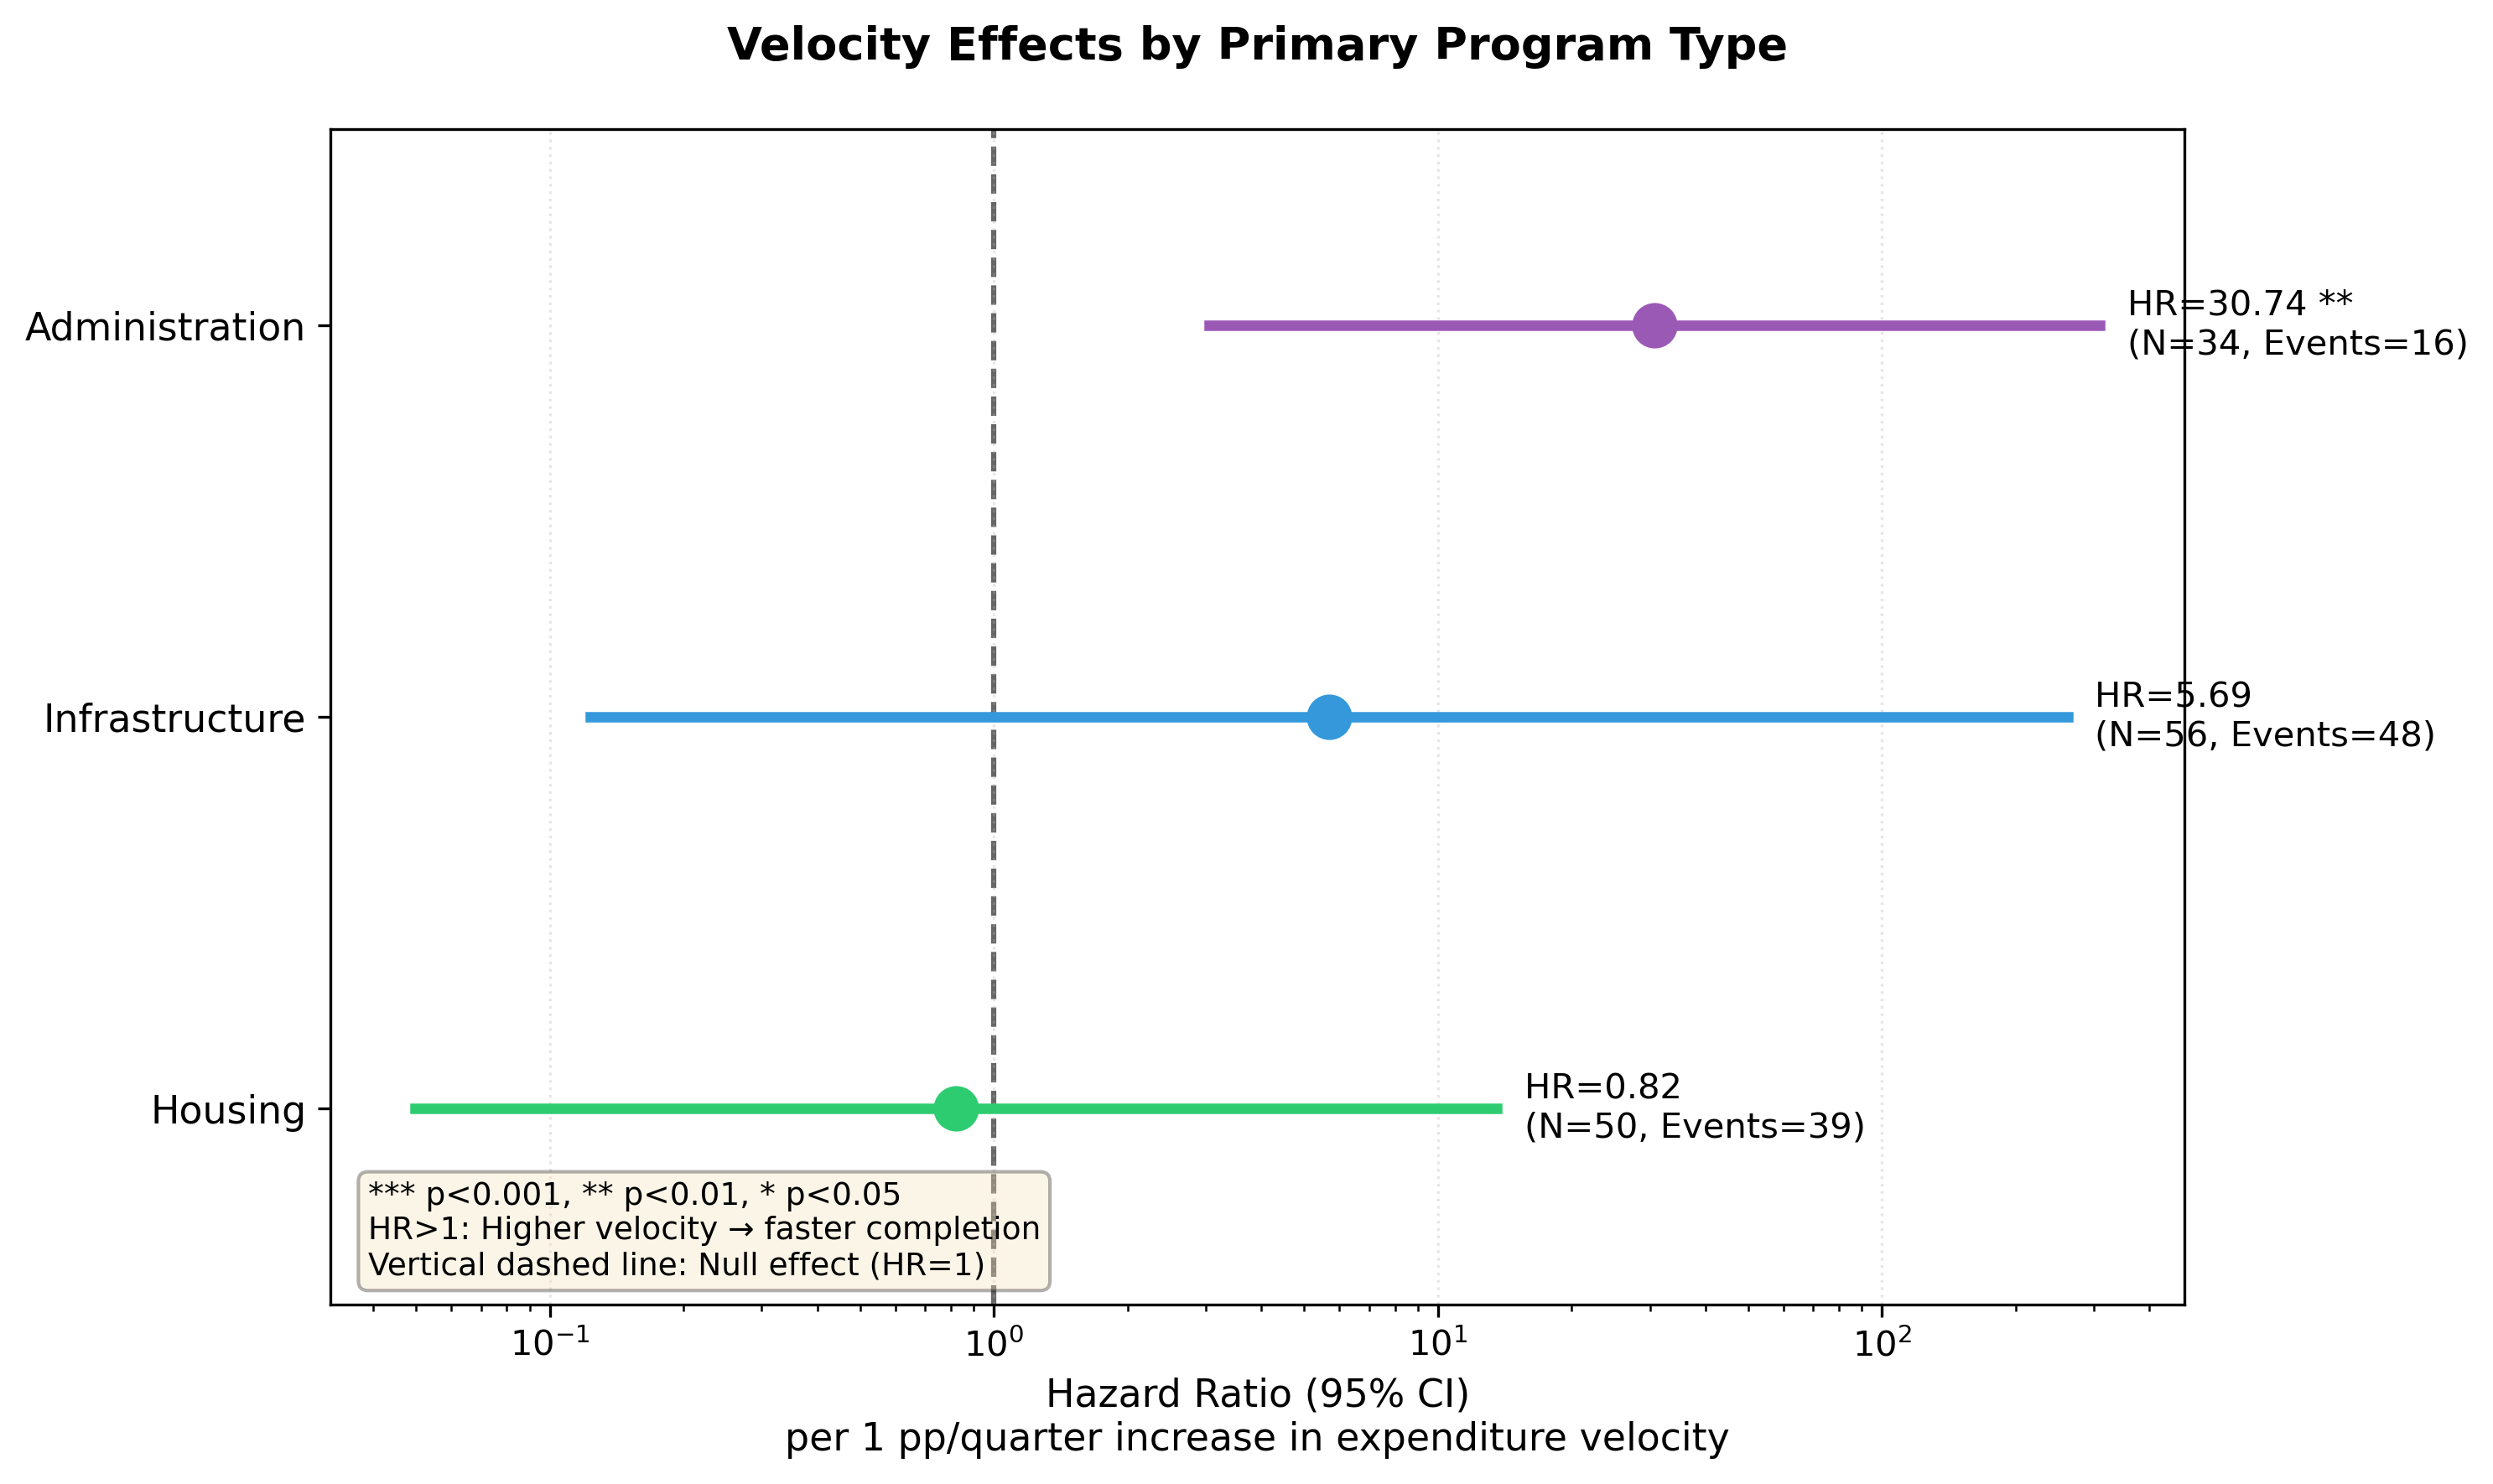 Velocity Effects by Primary Program Type
Administration
HR=30.74 **
(N=34, Events=16)
Infrastructure
HR=5.69
(N=56, Events=48)
Housing
HR=0.82
(N=50, Events=39)
*** p<0.001, ** p<0.01, * p<0.05
HR>1: Higher velocity → faster completion
Vertical dashed line: Null effect (HR=1)
10⁻¹ 10⁰ 10¹ 10²
Hazard Ratio (95% CI)
per 1 pp/quarter increase in expenditure velocity